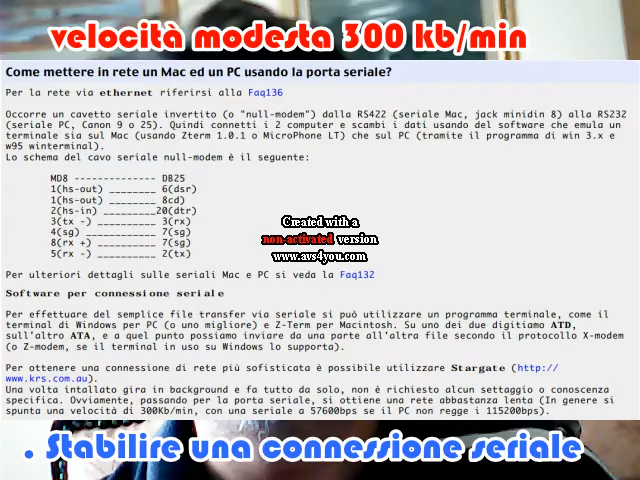 velocità modesta 300 kb/min
Come mettere in rete un Mac ed un PC usando la porta seriale?
Per la rete via ethernet riferirsi alla Faq136
Occorre un cavetto seriale invertito (o "null-modem") dalla RS422 (seriale Mac, jack minidin 8) alla RS232
(seriale PC, Canon 9 o 25). Quindi connetti i 2 computer e scambi i dati usando del software che emula un
terminale sia sul Mac (usando Zterm 1.0.1 o MicroPhone LT) che sul PC (tramite il programma di win 3.x e
w95 winterminal).
Lo schema del cavo seriale null-modem è il seguente:
MD8 -------------- DB25
1(hs-out) ________ 6(dsr)
1(hs-out) ________ 8cd)
2(hs-in) _________20(dtr)
3(tx -) __________ 3(rx)
4(sg) ____________ 7(sg)
8(rx +) __________ 7(sg)
5(rx -) __________ 2(tx)
Created with a
non-activated version
www.avs4you.com
Per ulteriori dettagli sulle seriali Mac e PC si veda la Faq132
Software per connessione seriale
Per effettuare del semplice file transfer via seriale si può utilizzare un programma terminale, come il
terminal di Windows per PC (o uno migliore) e Z-Term per Macintosh. Su uno dei due digitiamo ATD,
sull'altro ATA, e a quel punto possiamo inviare da una parte all'altra file secondo il protocollo X-modem
(o Z-modem, se il terminal in uso su Windows lo supporta).
Per ottenere una connessione di rete più sofisticata è possibile utilizzare Stargate (http://
www.krs.com.au).
Una volta intallato gira in background e fa tutto da solo, non è richiesto alcun settaggio o conoscenza
specifica. Ovviamente, passando per la porta seriale, si ottiene una rete abbastanza lenta (In genere si
spunta una velocità di 300Kb/min, con una seriale a 57600bps se il PC non regge i 115200bps).
. Stabilire una connessione seriale